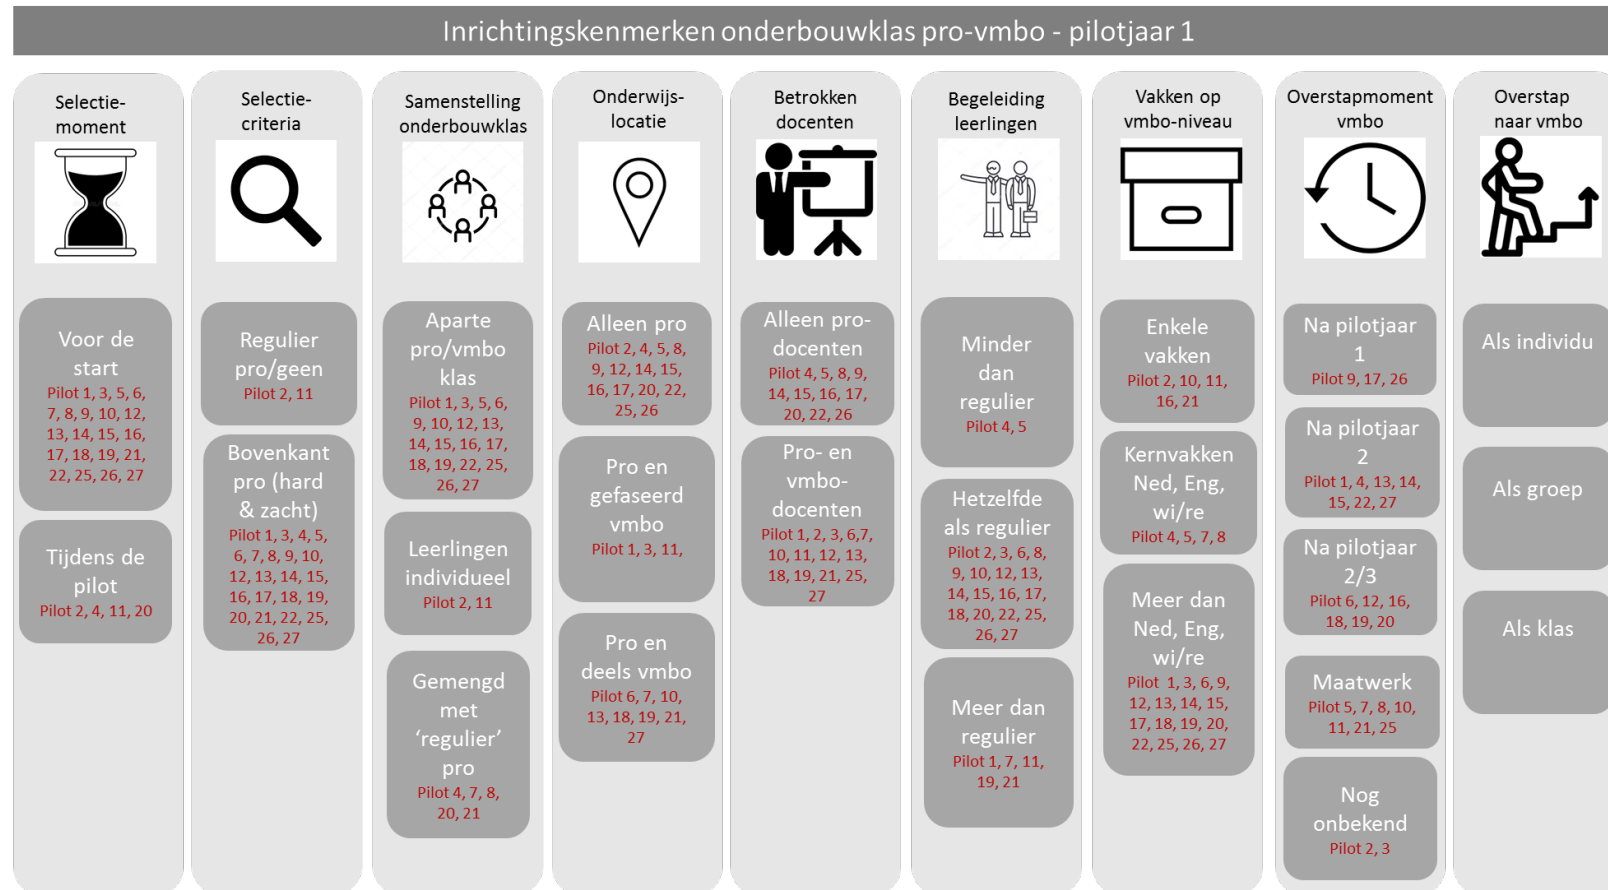 Inrichtingskenmerken onderbouwklas pro-vmbo - pilotjaar 1
Selectie-
moment
Voor de
start
Pilot 1, 3, 5, 6,
7, 8, 9, 10, 12,
13, 14, 15, 16,
17, 18, 19, 21,
22, 25, 26, 27
Tijdens de
pilot
Pilot 2, 4, 11, 20
Selectie-
criteria
Regulier
pro/geen
Pilot 2, 11
Bovenkant
pro (hard
& zacht)
Pilot 1, 3, 4, 5,
6, 7, 8, 9, 10,
12, 13, 14, 15,
16, 17, 18, 19,
20, 21, 22, 25,
26, 27
Samenstelling
onderbouwklas
Aparte
pro/vmbo
klas
Pilot 1, 3, 5, 6,
9, 10, 12, 13,
14, 15, 16, 17,
18, 19, 22, 25,
26, 27
Leerlingen
individueel
Pilot 2, 11
Gemengd
met
‘regulier’
pro
Pilot 4, 7, 8,
20, 21
Onderwijs-
locatie
Alleen pro
Pilot 2, 4, 5, 8,
9, 12, 14, 15,
16, 17, 20, 22,
25, 26
Pro en
gefaseerd
vmbo
Pilot 1, 3, 11,
Pro en
deels vmbo
Pilot 6, 7, 10,
13, 18, 19, 21,
27
Betrokken
docenten
Alleen pro-
docenten
Pilot 4, 5, 8, 9,
14, 15, 16, 17,
20, 22, 26
Pro- en
vmbo-
docenten
Pilot 1, 2, 3, 6,7,
10, 11, 12, 13,
18, 19, 21, 25,
27
Begeleiding
leerlingen
Minder
dan
regulier
Pilot 4, 5
Hetzelfde
als regulier
Pilot 2, 3, 6, 8,
9, 10, 12, 13,
14, 15, 16, 17,
18, 20, 22, 25,
26, 27
Meer dan
regulier
Pilot 1, 7, 11,
19, 21
Vakken op
vmbo-niveau
Enkele
vakken
Pilot 2, 10, 11,
16, 21
Kernvakken
Ned, Eng,
wi/re
Pilot 4, 5, 7, 8
Meer dan
Ned, Eng,
wi/re
Pilot 1, 3, 6, 9,
12, 13, 14, 15,
17, 18, 19, 20,
22, 25, 26, 27
Overstapmoment
vmbo
Na pilotjaar
1
Pilot 9, 17, 26
Na pilotjaar
2
Pilot 1, 4, 13, 14,
15, 22, 27
Na pilotjaar
2/3
Pilot 6, 12, 16,
18, 19, 20
Maatwerk
Pilot 5, 7, 8, 10,
11, 21, 25
Nog
onbekend
Pilot 2, 3
Overstap
naar vmbo
Als individu
Als groep
Als klas